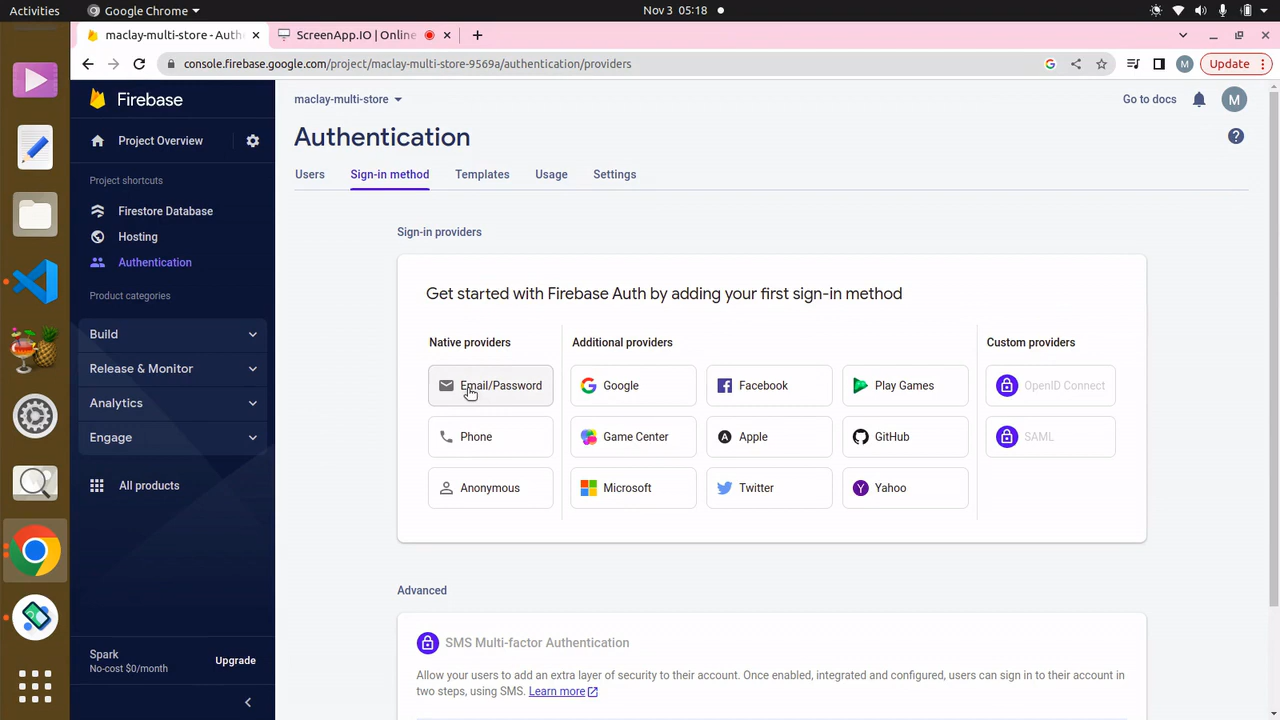 Activities
Google Chrome
Nov 3 05:18
maclay-multi-store - Auth
ScreenApp.IO | Online
console.firebase.google.com/project/maclay-multi-store-9569a/authentication/providers
M
Update
Firebase
maclay-multi-store
Go to docs
M
Authentication
Project Overview
Users
Sign-in method
Templates
Usage
Settings
Project shortcuts
Firestore Database
Hosting
Authentication
Product categories
Build
Release & Monitor
Analytics
Engage
All products
Spark
No-cost $0/month
Upgrade
Sign-in providers
Get started with Firebase Auth by adding your first sign-in method
Native providers
Additional providers
Custom providers
Email/Password
Google
Facebook
Play Games
OpenID Connect
Phone
Game Center
Apple
GitHub
SAML
Anonymous
Microsoft
Twitter
Yahoo
Advanced
SMS Multi-factor Authentication
Allow your users to add an extra layer of security to their account. Once enabled, integrated and configured, users can sign in to their account in
two steps, using SMS. Learn more